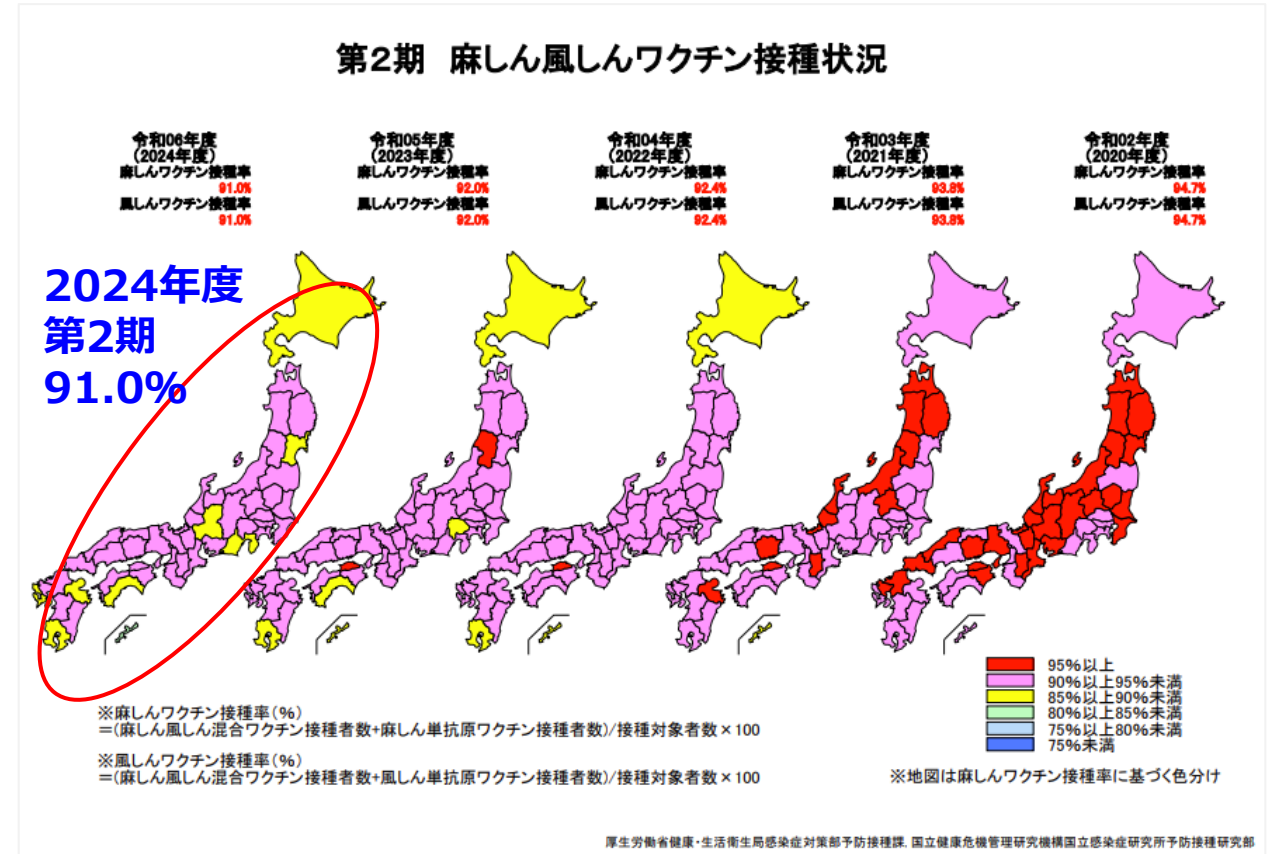 第2期 麻しん風しんワクチン接種状況
令和06年度
(2024年度)
麻しんワクチン接種率
91.0%
風しんワクチン接種率
91.0%
令和05年度
(2023年度)
麻しんワクチン接種率
92.0%
風しんワクチン接種率
92.0%
令和04年度
(2022年度)
麻しんワクチン接種率
92.4%
風しんワクチン接種率
92.4%
令和03年度
(2021年度)
麻しんワクチン接種率
93.8%
風しんワクチン接種率
93.8%
令和02年度
(2020年度)
麻しんワクチン接種率
94.7%
風しんワクチン接種率
94.7%
2024年度
第2期
91.0%
95%以上
90%以上95%未満
85%以上90%未満
80%以上85%未満
75%以上80%未満
75%未満
※麻しんワクチン接種率(%)
=(麻しん風しん混合ワクチン接種者数+麻しん単抗原ワクチン接種者数)/接種対象者数×100
※風しんワクチン接種率(%)
=(麻しん風しん混合ワクチン接種者数+風しん単抗原ワクチン接種者数)/接種対象者数×100
※地図は麻しんワクチン接種率に基づく色分け
厚生労働省健康・生活衛生局感染症対策部予防接種課, 国立健康危機管理研究機構国立感染症研究所予防接種研究部